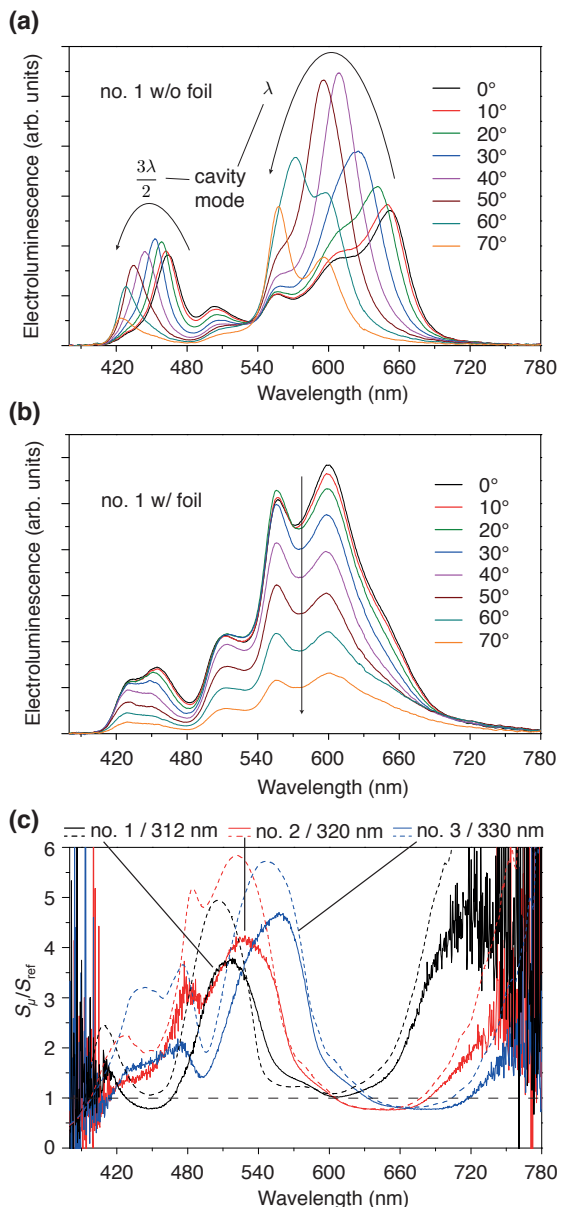 (a)
Electroluminescence (arb. units)
no. 1 w/o foil
3λ
2
cavity
mode
λ
0°
10°
20°
30°
40°
50°
60°
70°
420 480 540 600 660 720 780
Wavelength (nm)
(b)
Electroluminescence (arb. units)
no. 1 w/ foil
0°
10°
20°
30°
40°
50°
60°
70°
420 480 540 600 660 720 780
Wavelength (nm)
(c)
no. 1 / 312 nm no. 2 / 320 nm no. 3 / 330 nm
Sμ/Sref
6
5
4
3
2
1
0
420 480 540 600 660 720 780
Wavelength (nm)